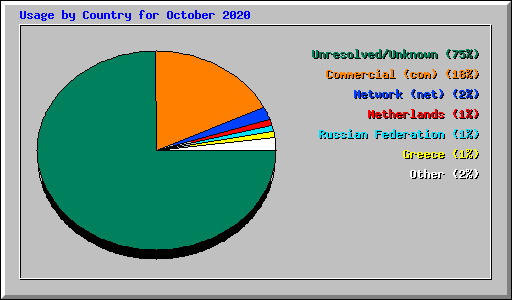 Usage by Country for October 2020
Unresolved/Unknown (75%)
Commercial (com) (18%)
Network (net) (2%)
Netherlands (1%)
Russian Federation (1%)
Greece (1%)
Other (2%)